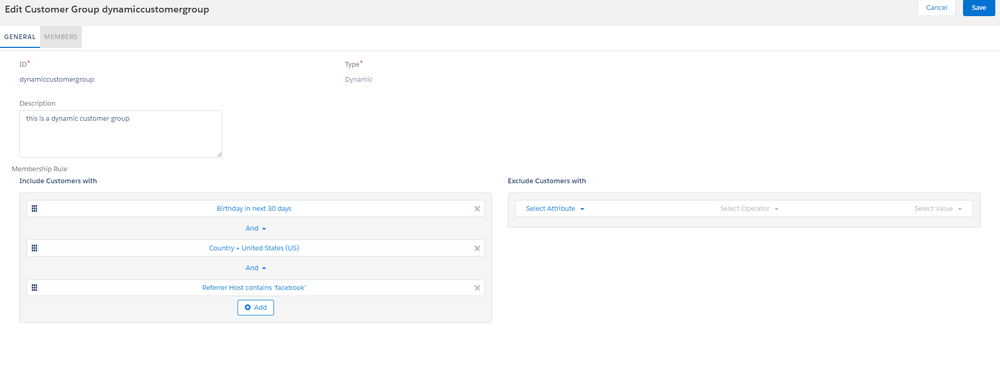 Edit Customer Group dynamiccustomergroup
Cancel
Save
GENERAL
MEMBERS
ID*
Type*
dynamiccustomergroup
Dynamic
Description
this is a dynamic customer group
Membership Rule
Include Customers with
Exclude Customers with
Birthday in next 30 days
Select Attribute
Select Operator
Select Value
And
Country = United States (US)
And
Referrer Host contains 'facebook'
Add